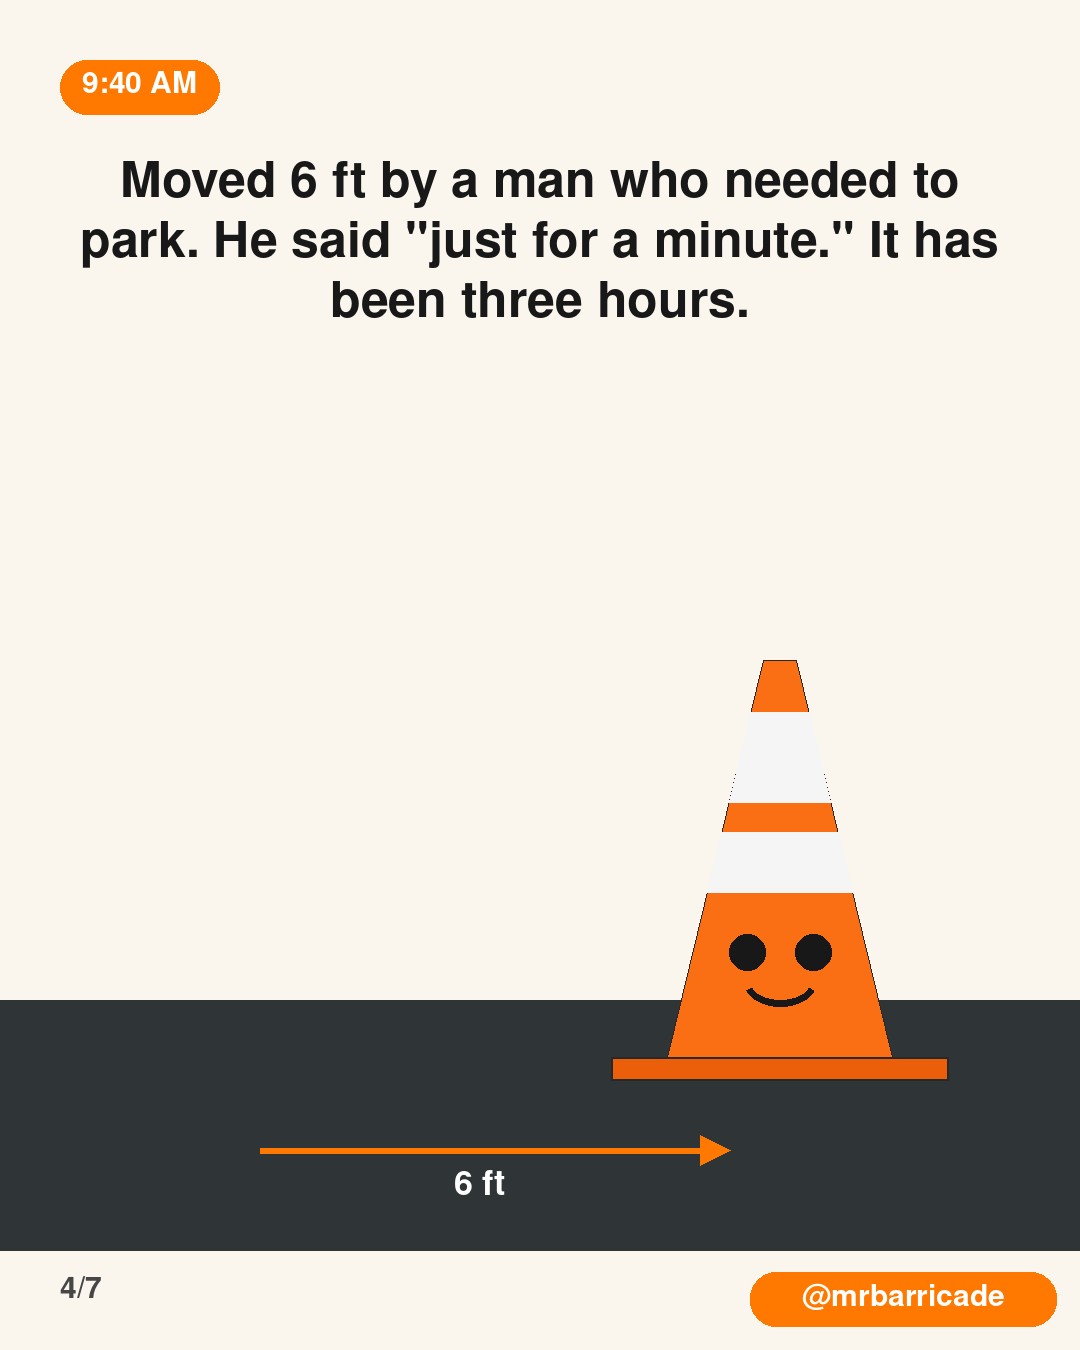 9:40 AM
Moved 6 ft by a man who needed to
park. He said "just for a minute." It has
been three hours.
6 ft
4/7
@mrbarricade